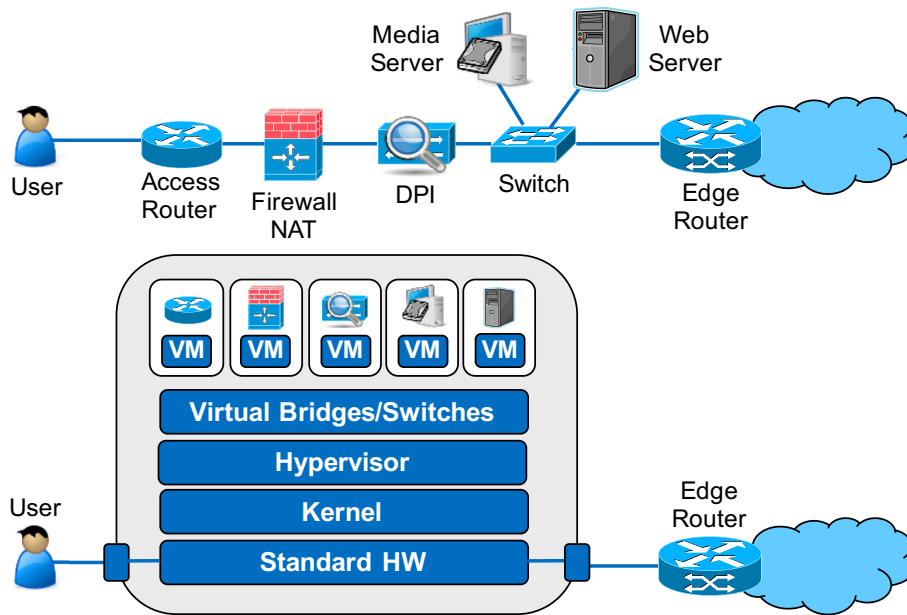 Media
Server
Web
Server
User
Access
Router
Firewall
NAT
DPI
Switch
Edge
Router
VM
VM
VM
VM
VM
Virtual Bridges/Switches
Hypervisor
Kernel
Standard HW
User
Edge
Router